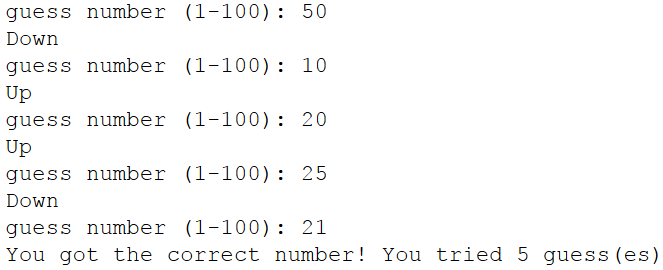 guess number (1-100): 50
Down
guess number (1-100): 10
Up
guess number (1-100): 20
Up
guess number (1-100): 25
Down
guess number (1-100): 21
You got the correct number! You tried 5 guess(es)